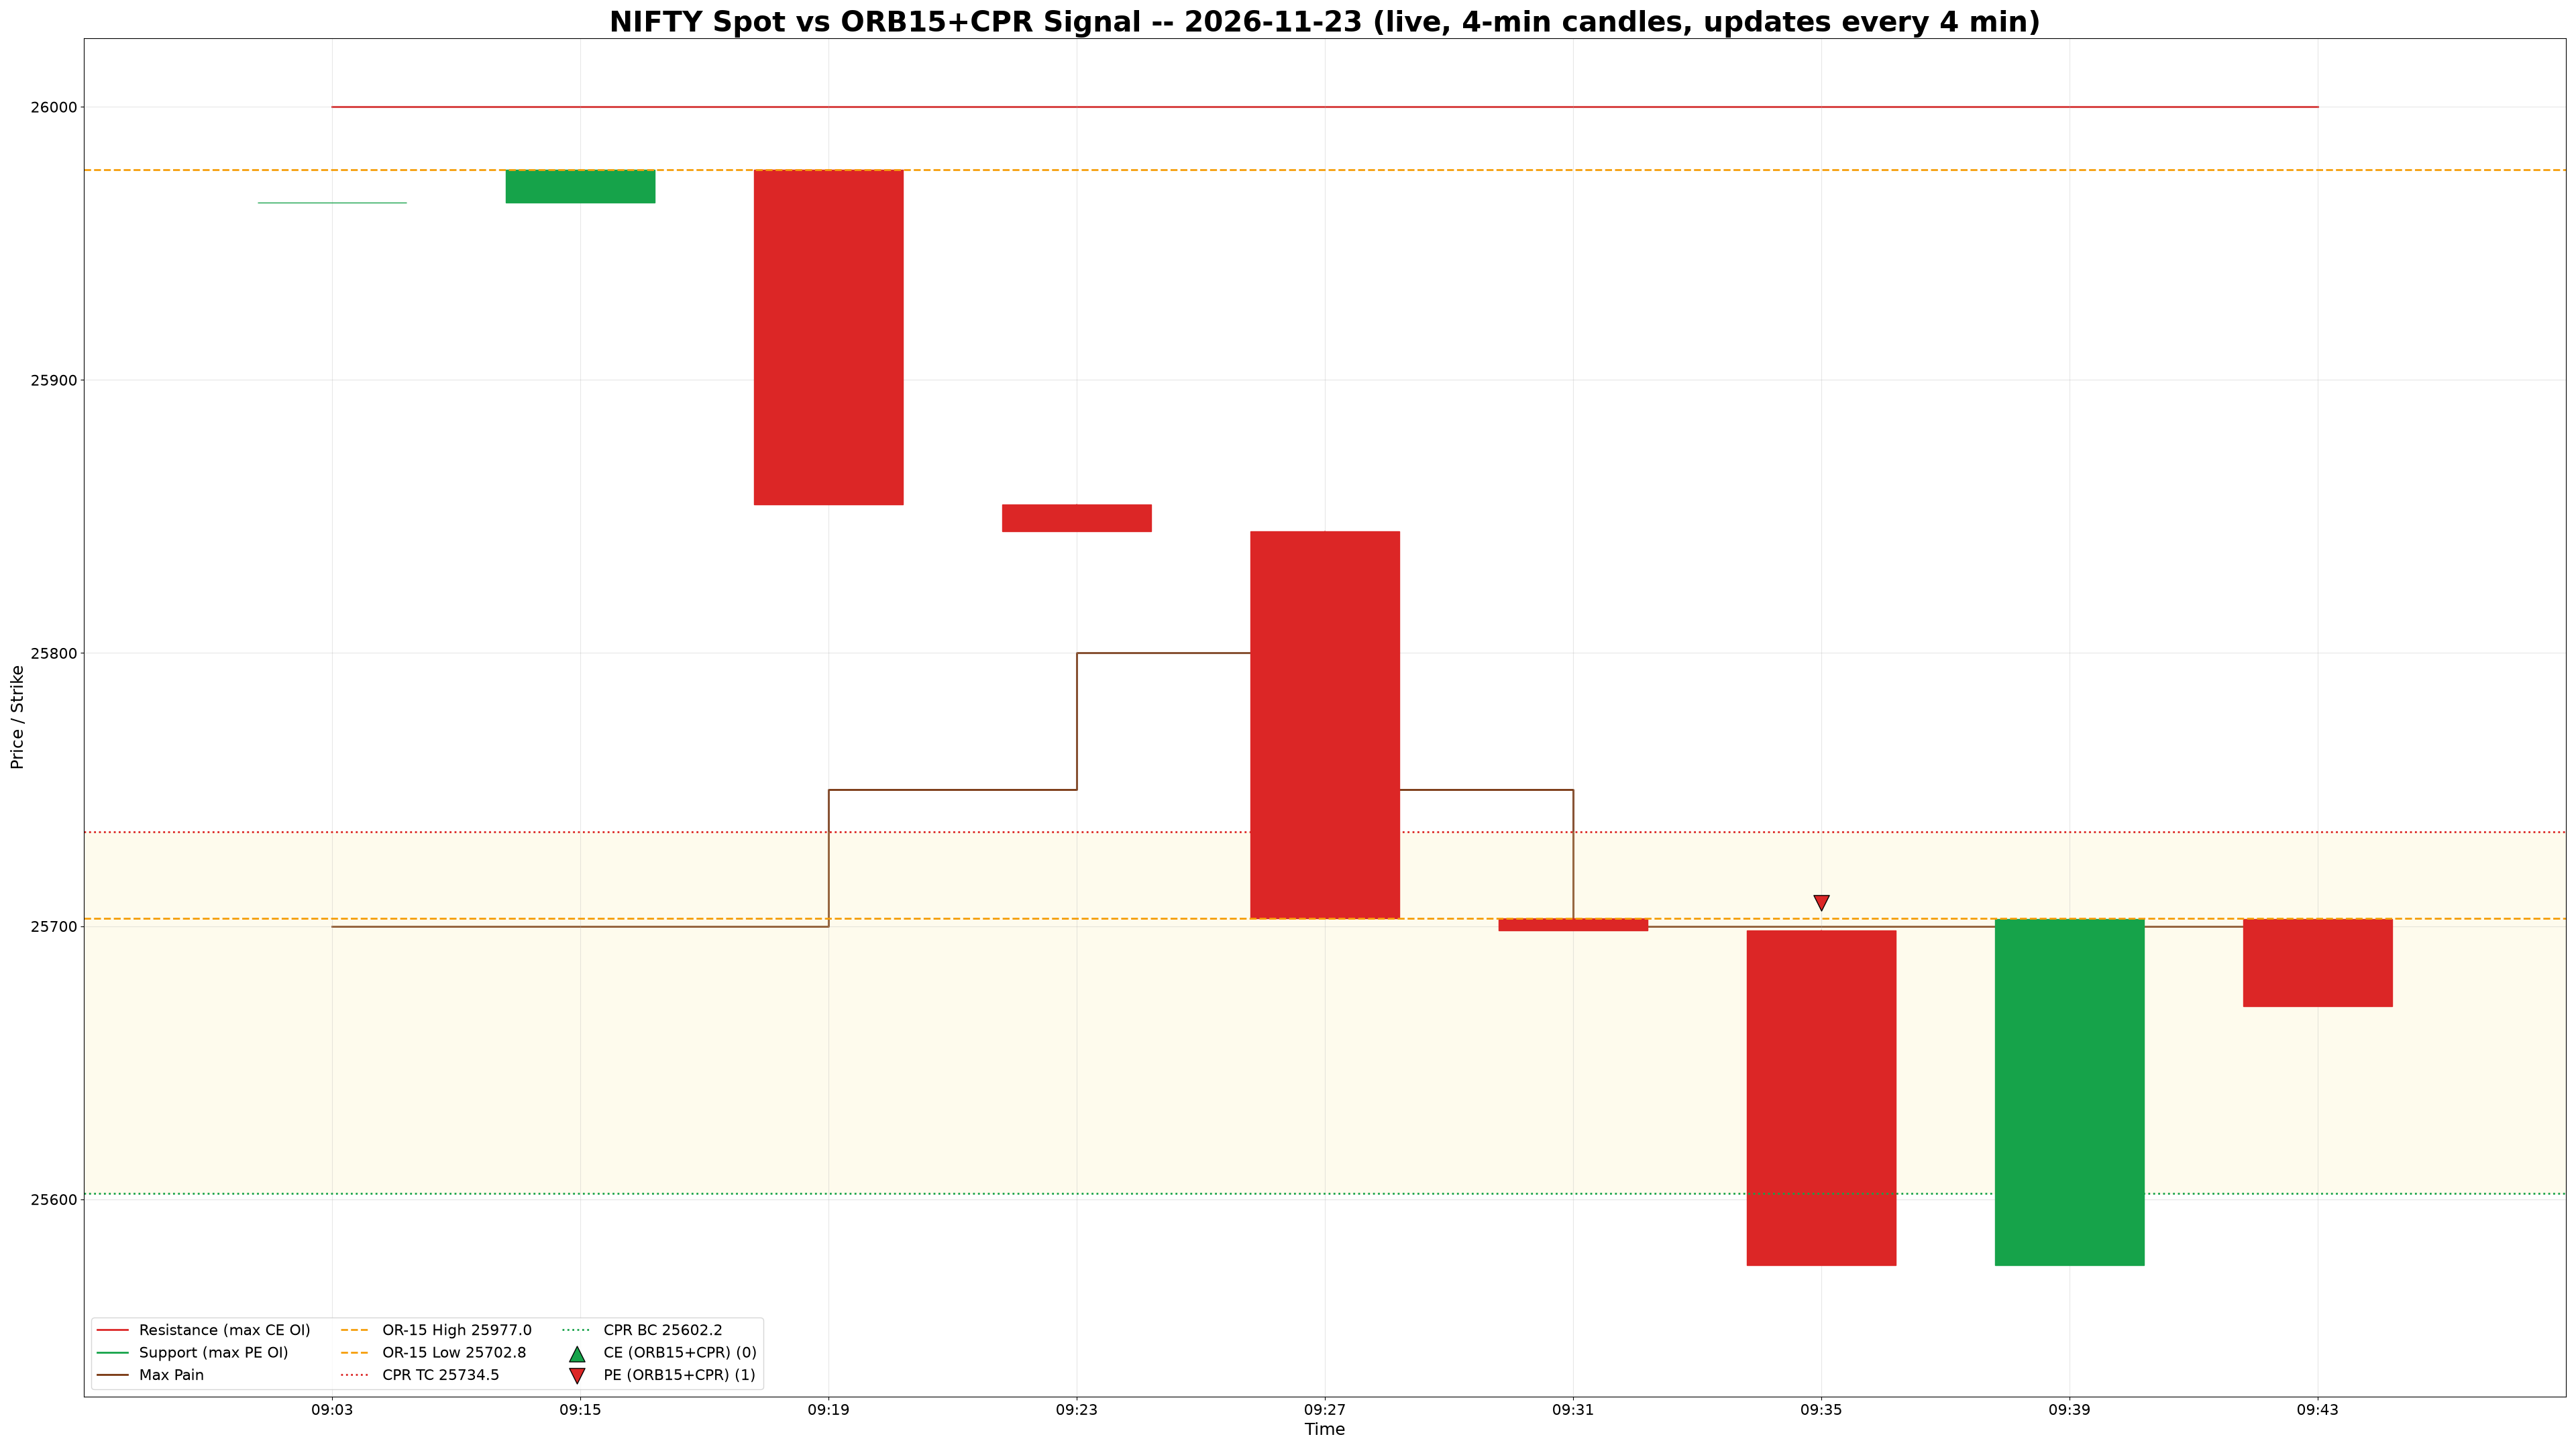 NIFTY Spot vs ORB15+CPR Signal -- 2026-11-23 (live, 4-min candles, updates every 4 min)
26000
25900
25800
25700
25600
Price / Strike
Resistance (max CE OI)
Support (max PE OI)
Max Pain
OR-15 High 25977.0
OR-15 Low 25702.8
CPR TC 25734.5
CPR BC 25602.2
CE (ORB15+CPR) (0)
PE (ORB15+CPR) (1)
09:03
09:15
09:19
09:23
09:27
09:31
09:35
09:39
09:43
Time